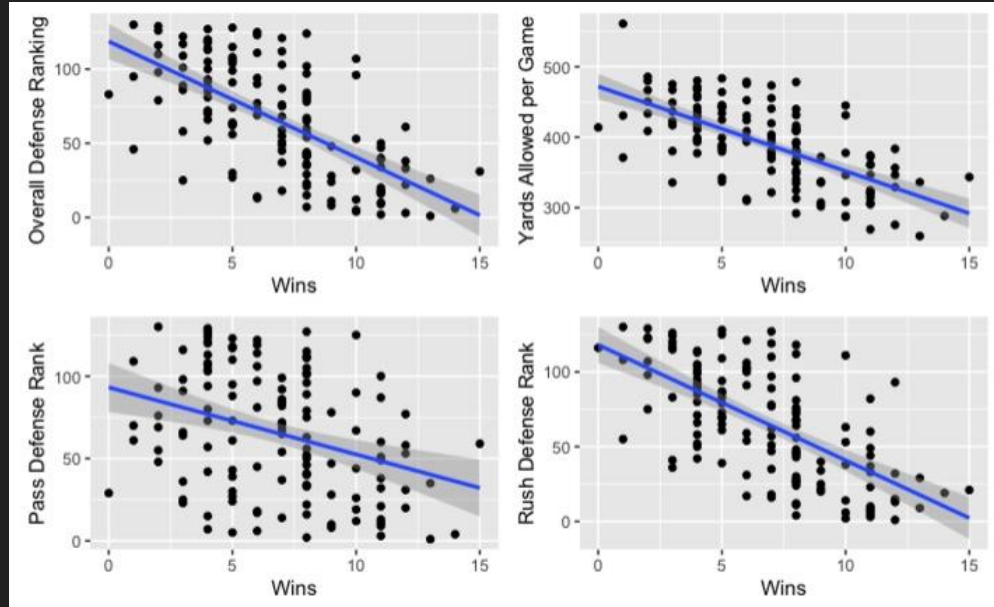 Overall Defense Ranking
100
50
0
0 5 10 15
Wins
Yards Allowed per Game
500
400
300
0 5 10 15
Wins
Pass Defense Rank
100
50
0
0 5 10 15
Wins
Rush Defense Rank
100
50
0
0 5 10 15
Wins